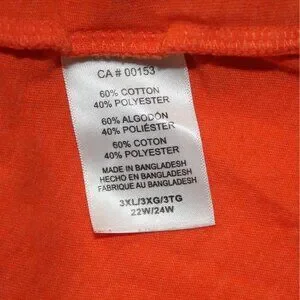 CA # 00153
60% COTTON
40% POLYESTER
60% ALGODÓN
40% POLIÉSTER
60% COTON
40% POLYESTER
MADE IN BANGLADESH
HECHO EN BANGLADESH
FABRIQUE AU BANGLADESH
3XL/3XG/3TG
22W/24W